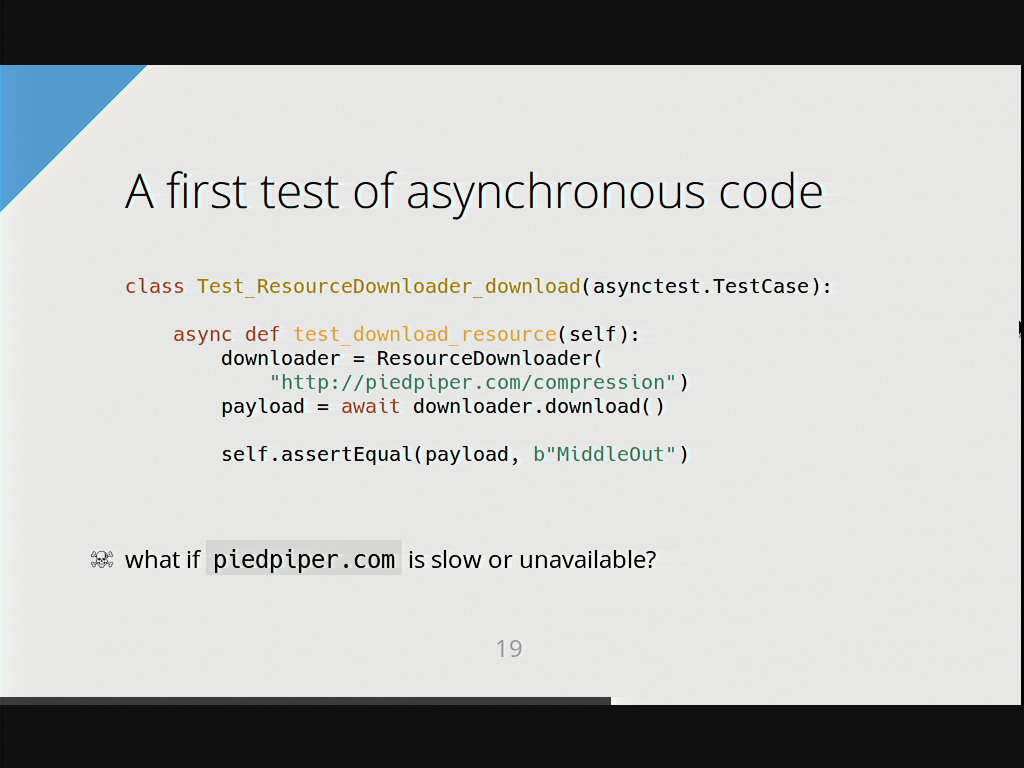 A first test of asynchronous code
class Test_ResourceDownloader_download(asynctest.TestCase):
    async def test_download_resource(self):
        downloader = ResourceDownloader(
            "http://piedpiper.com/compression")
        payload = await downloader.download()
        self.assertEqual(payload, b"MiddleOut")
☠ what if piedpiper.com is slow or unavailable?
19